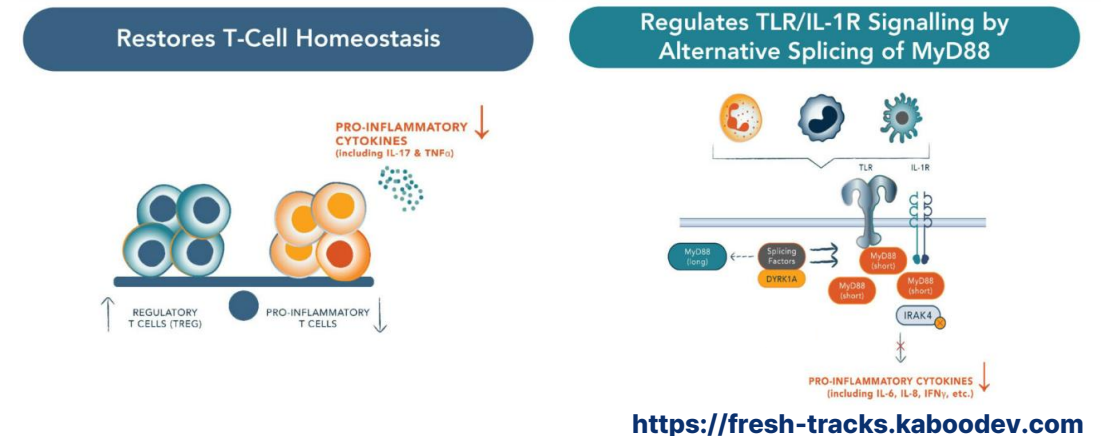 Restores T-Cell Homeostasis
PRO-INFLAMMATORY
CYTOKINES
(including IL-17 & TNFα)
REGULATORY
T CELLS (TREG)
PRO-INFLAMMATORY
T CELLS
Regulates TLR/IL-1R Signalling by
Alternative Splicing of MyD88
TLR
IL-1R
MyD88
(long)
Splicing
Factors
DYRK1A
MyD88
(short)
MyD88
(short)
MyD88
(short)
IRAK4
PRO-INFLAMMATORY CYTOKINES
(including IL-6, IL-8, IFNγ, etc.)
https://fresh-tracks.kaboodev.com